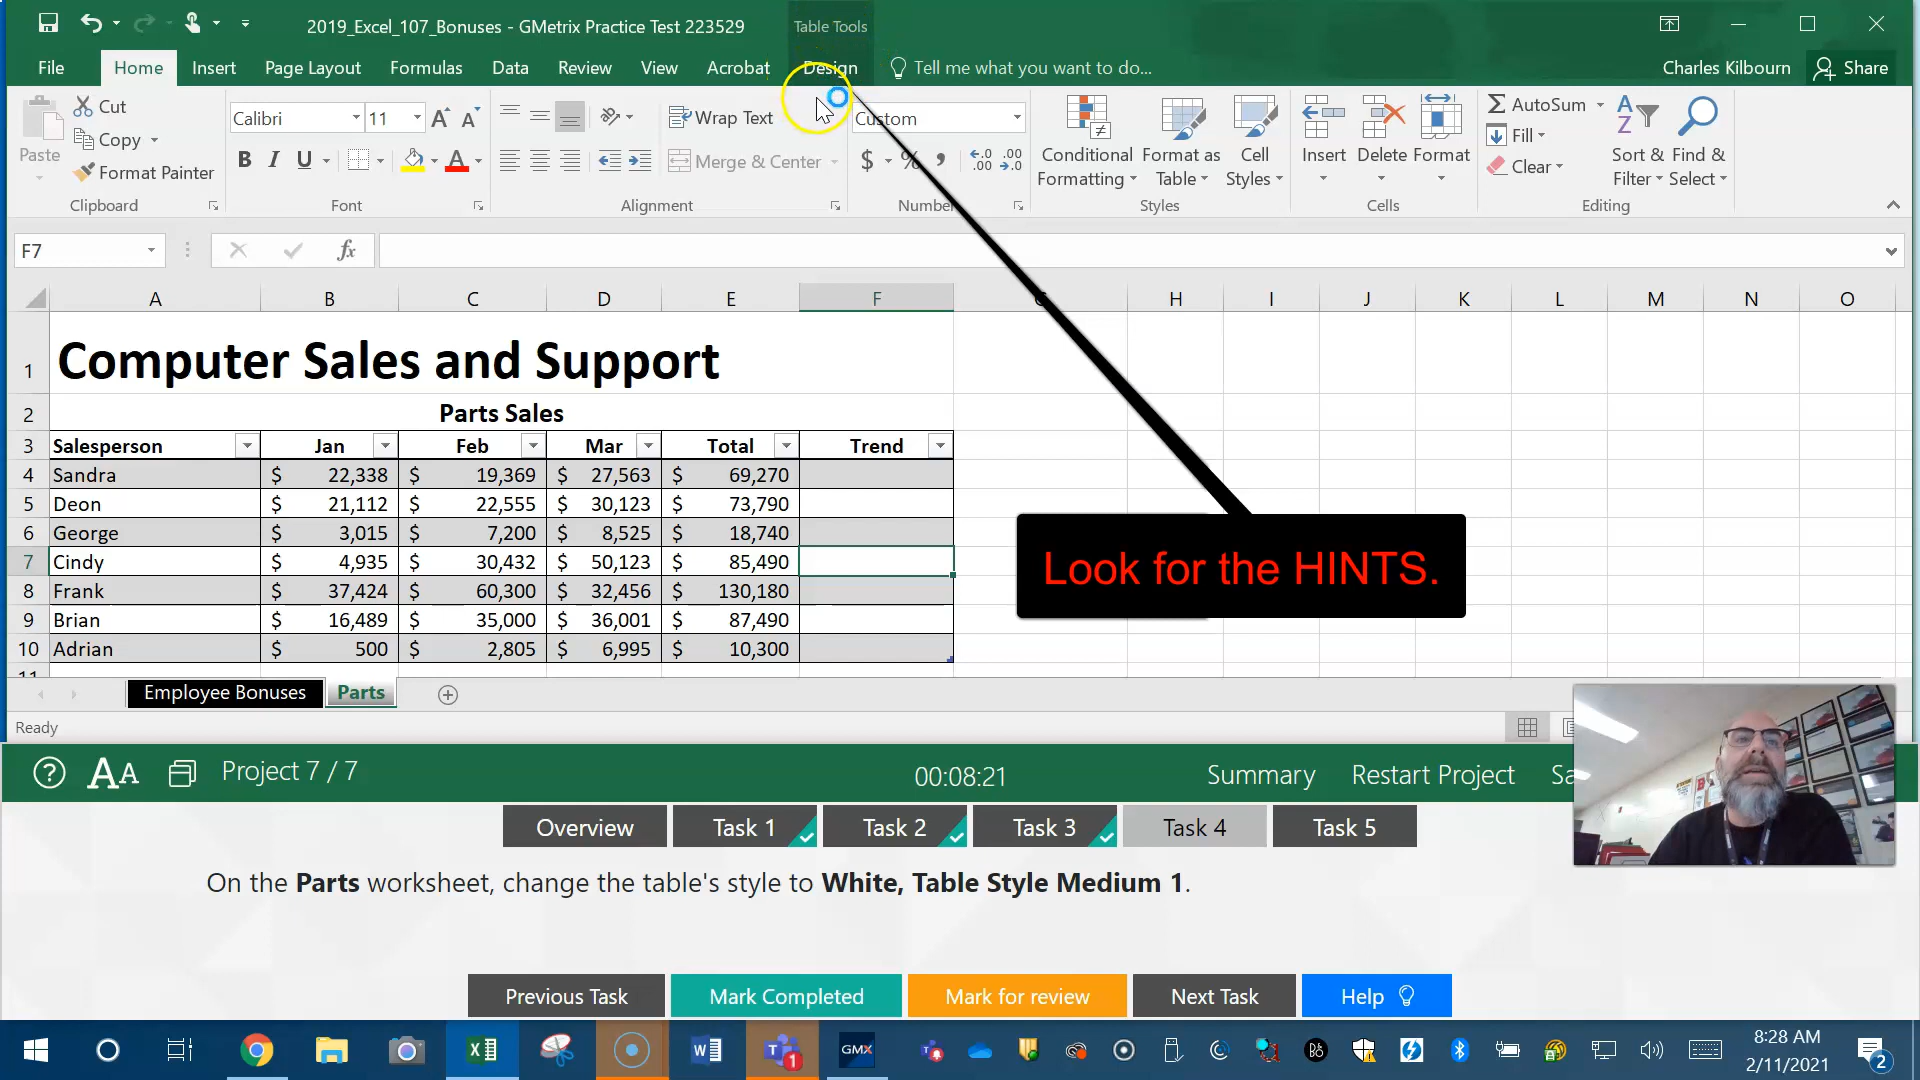 2019_Excel_107_Bonuses - GMetrix Practice Test 223529
Table Tools
File Home Insert Page Layout Formulas Data Review View Acrobat Design Tell me what you want to do... Charles Kilbourn Share
Paste
Cut
Copy
Format Painter
Clipboard
Calibri 11
B I U A
Font
Wrap Text
Merge & Center
Alignment
Custom
$ % ,
Number
Conditional Formatting
Format as Table
Cell Styles
Styles
Insert Delete Format
Cells
AutoSum
Fill
Clear
Sort & Filter
Find & Select
Editing
F7 fx
A B C D E F G H I J K L M N O
1 Computer Sales and Support
2 Parts Sales
3 Salesperson Jan Feb Mar Total Trend
4 Sandra $ 22,338 $ 19,369 $ 27,563 $ 69,270
5 Deon $ 21,112 $ 22,555 $ 30,123 $ 73,790
6 George $ 3,015 $ 7,200 $ 8,525 $ 18,740
7 Cindy $ 4,935 $ 30,432 $ 50,123 $ 85,490
8 Frank $ 37,424 $ 60,300 $ 32,456 $ 130,180
9 Brian $ 16,489 $ 35,000 $ 36,001 $ 87,490
10 Adrian $ 500 $ 2,805 $ 6,995 $ 10,300
11
Look for the HINTS.
Employee Bonuses Parts
Ready
Project 7 / 7 00:08:21 Summary Restart Project Sa
Overview Task 1 Task 2 Task 3 Task 4 Task 5
On the Parts worksheet, change the table's style to White, Table Style Medium 1.
Previous Task Mark Completed Mark for review Next Task Help
GMX
8:28 AM
2/11/2021